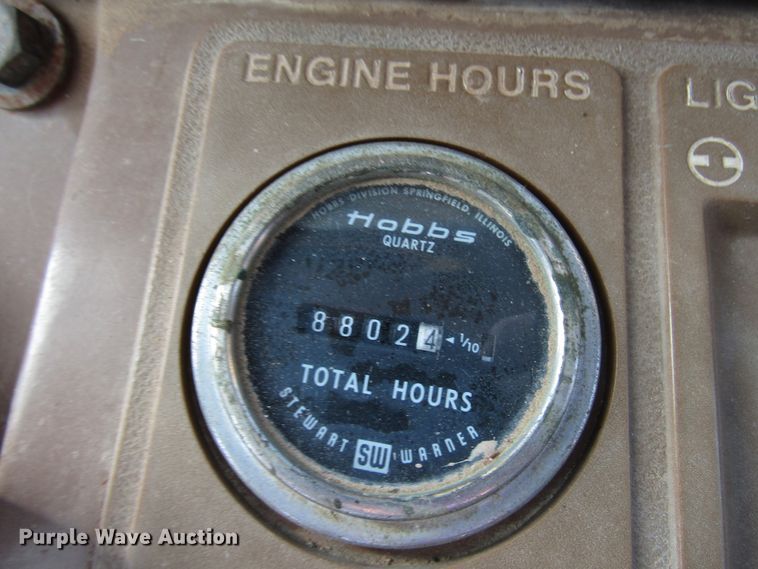 ENGINE HOURS
LIG
HOBBS DIVISION SPRINGFIELD, ILLINOIS
Hobbs
QUARTZ
88024 ◄ 1/10
TOTAL HOURS
STEWART SW WARNER
Purple Wave Auction